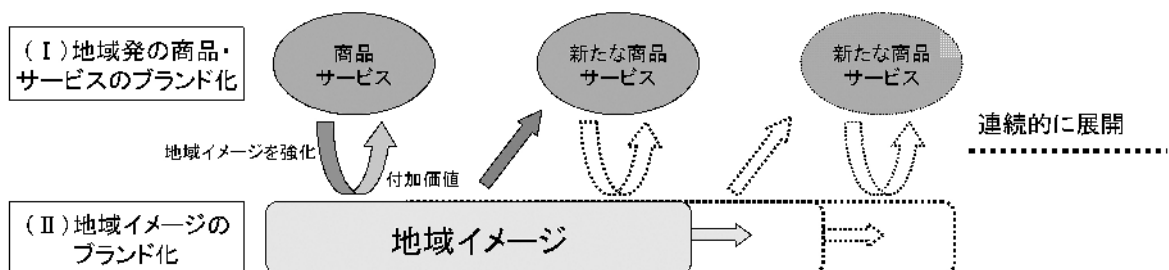 (Ⅰ)地域発の商品・
サービスのブランド化
商品
サービス
新たな商品
サービス
新たな商品
サービス
地域イメージを強化
付加価値
連続的に展開
(Ⅱ)地域イメージの
ブランド化
地域イメージ